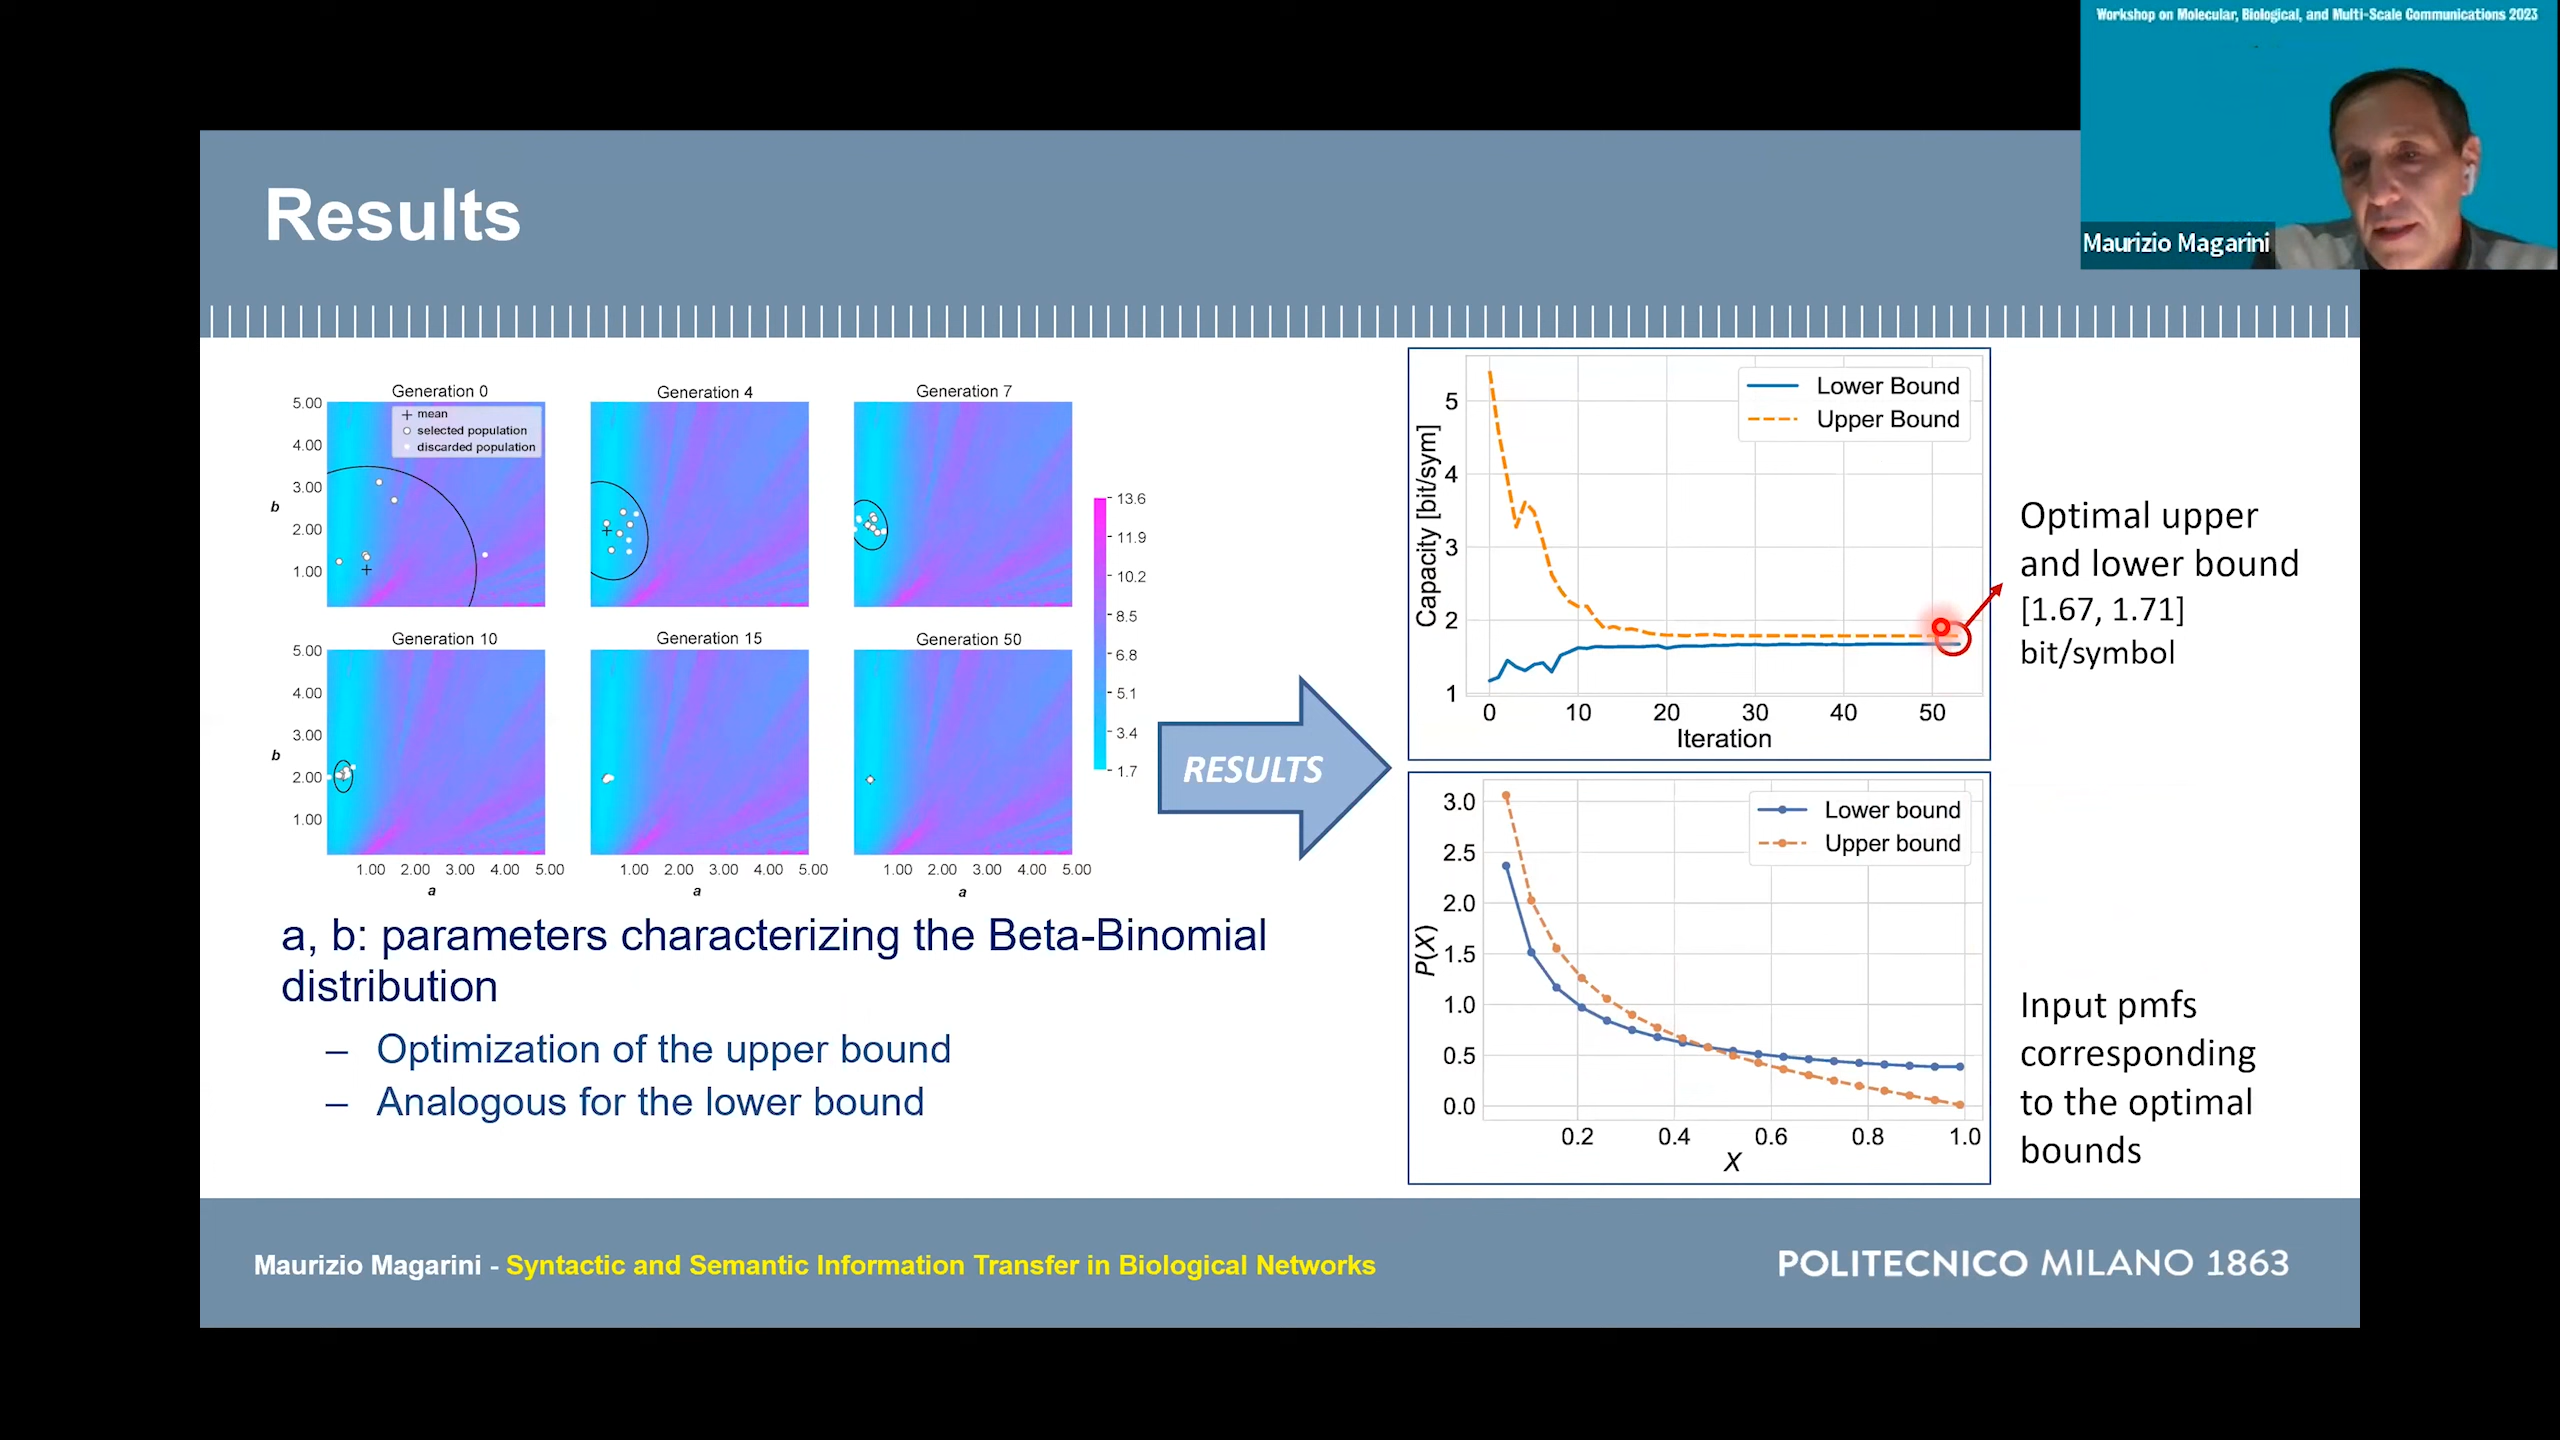 Workshop on Molecular, Biological, and Multi-Scale Communications 2023
Maurizio Magarini
Results
Generation 0
Generation 4
Generation 7
+ mean
selected population
discarded population
5.00
4.00
3.00
2.00
1.00
b
Generation 10
Generation 15
Generation 50
5.00
4.00
3.00
2.00
1.00
b
1.00 2.00 3.00 4.00 5.00
1.00 2.00 3.00 4.00 5.00
1.00 2.00 3.00 4.00 5.00
a
a
a
13.6
11.9
10.2
8.5
6.8
5.1
3.4
1.7
RESULTS
Lower Bound
Upper Bound
Capacity [bit/sym]
5
4
3
2
1
0 10 20 30 40 50
Iteration
Optimal upper
and lower bound
[1.67, 1.71]
bit/symbol
Lower bound
Upper bound
P(X)
3.0
2.5
2.0
1.5
1.0
0.5
0.0
0.2 0.4 0.6 0.8 1.0
X
Input pmfs
corresponding
to the optimal
bounds
a, b: parameters characterizing the Beta-Binomial
distribution
– Optimization of the upper bound
– Analogous for the lower bound
Maurizio Magarini - Syntactic and Semantic Information Transfer in Biological Networks
POLITECNICO MILANO 1863